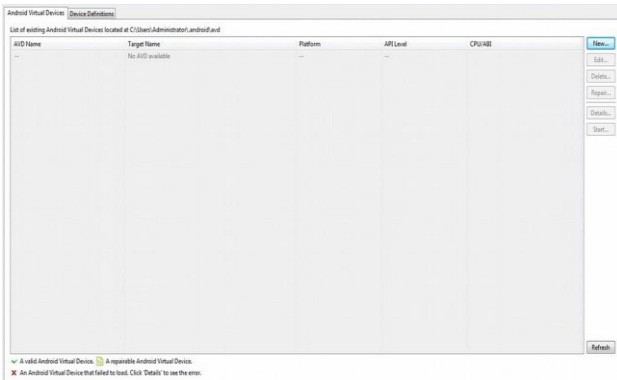 Android Virtual Devices Device Definitions
List of existing Android Virtual Devices located at C:\Users\Administrator\.android\avd
AVD Name Target Name Platform API Level CPU/ABI
-- No AVD available -- --
New...
Edit...
Delete...
Repair...
Details...
Start...
Refresh
A valid Android Virtual Device. A repairable Android Virtual Device.
An Android Virtual Device that failed to load. Click 'Details' to see the error.